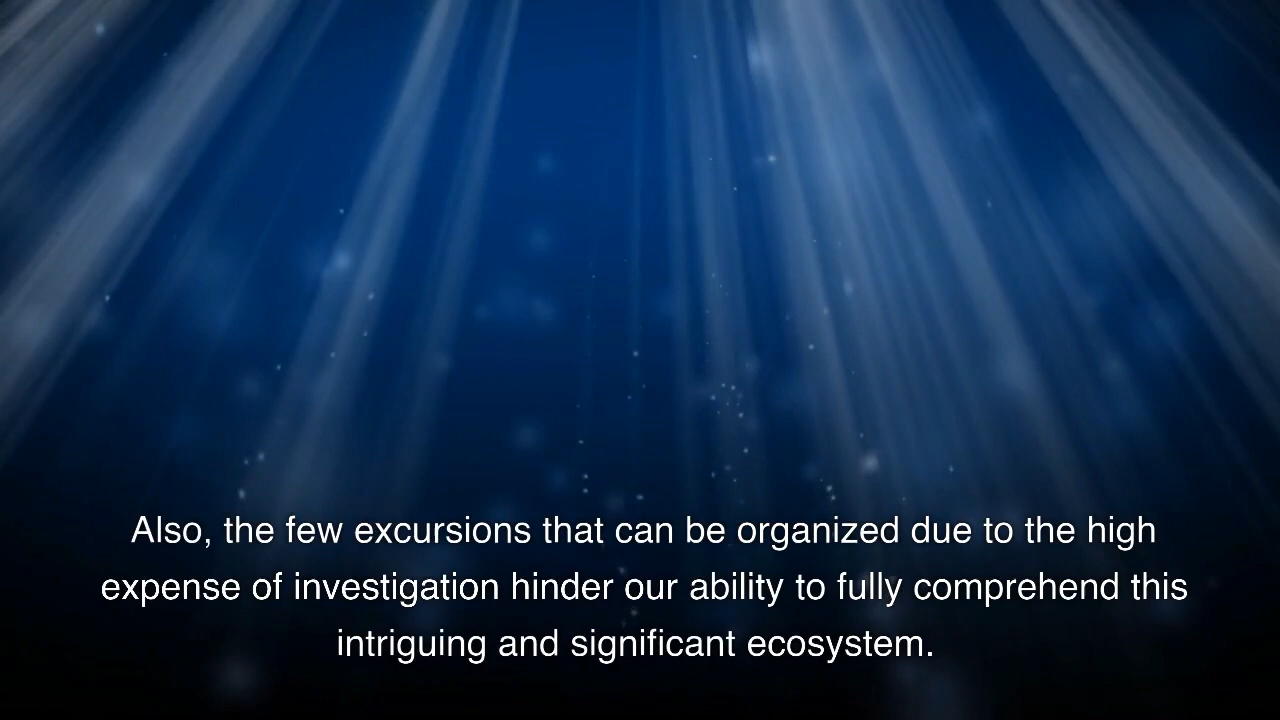 Also, the few excursions that can be organized due to the high
expense of investigation hinder our ability to fully comprehend this
intriguing and significant ecosystem.